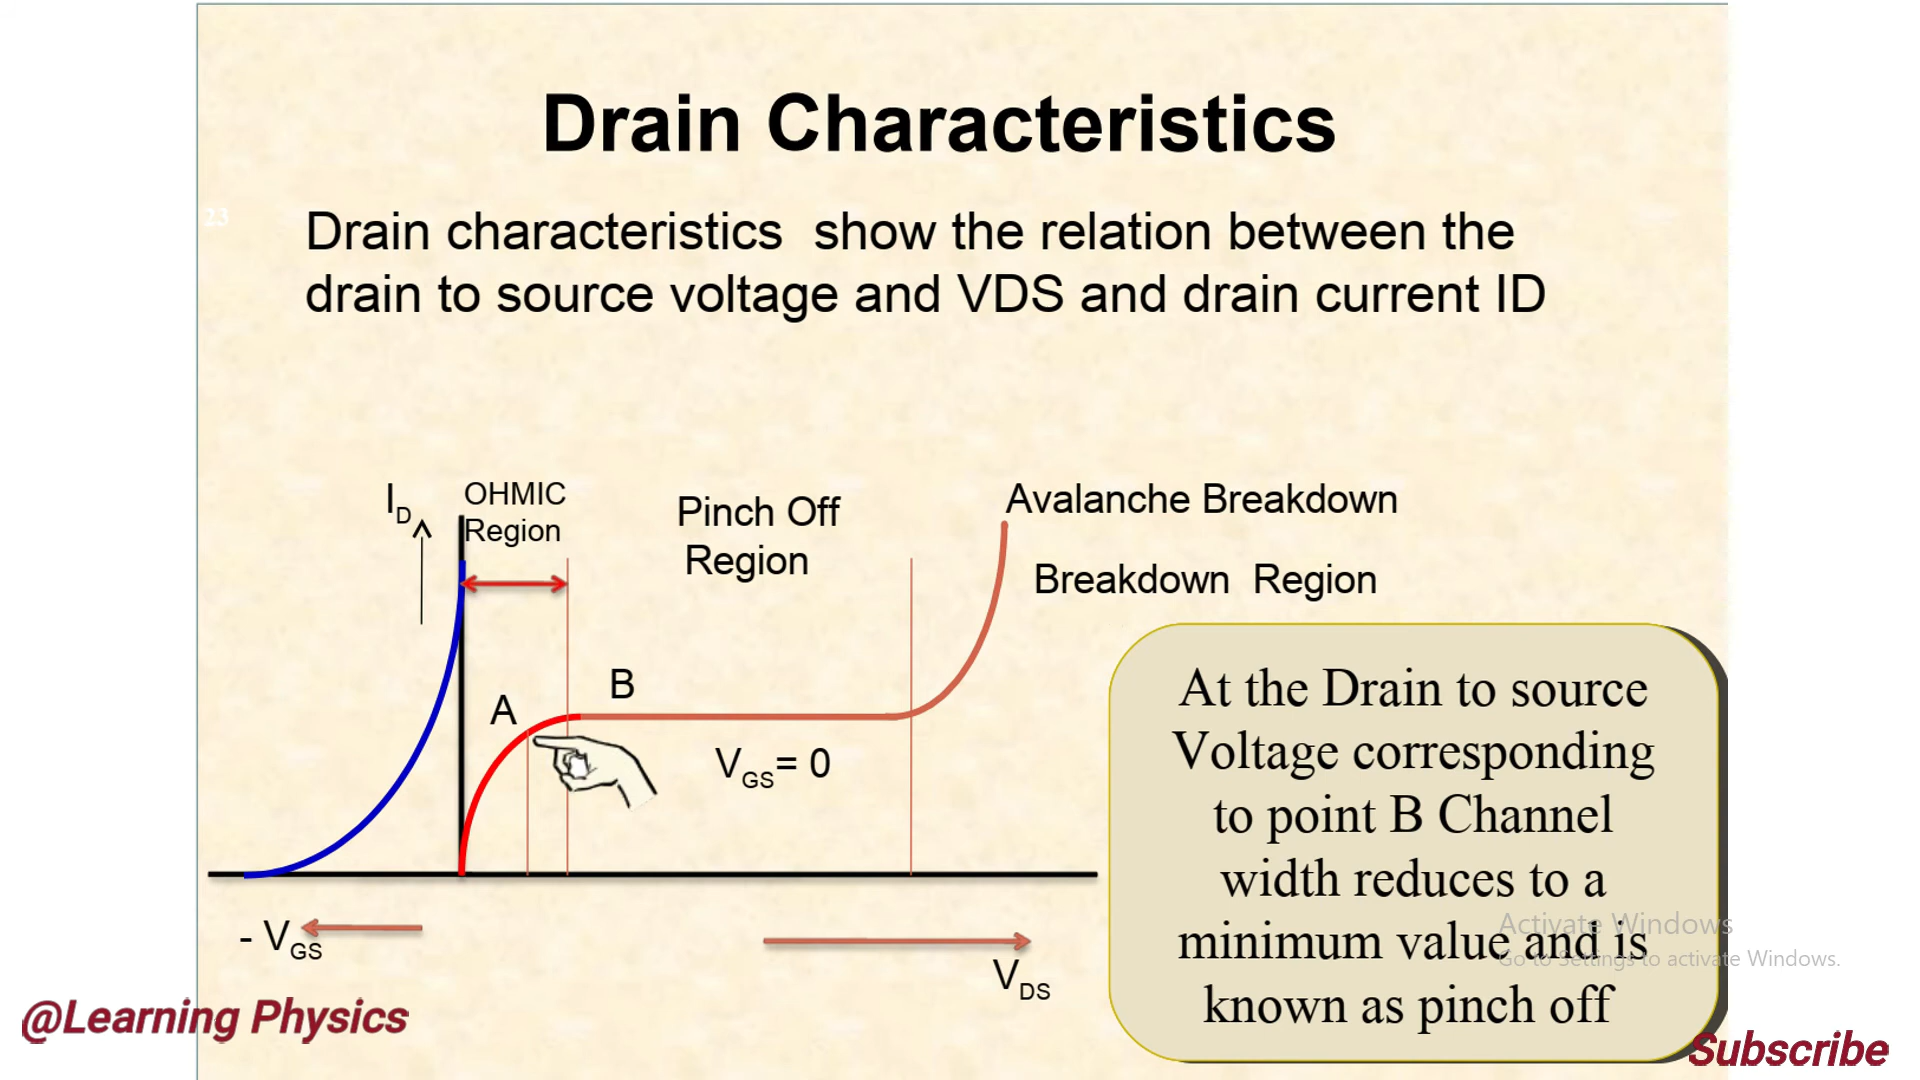 Drain Characteristics
23
Drain characteristics  show the relation between the
drain to source voltage and VDS and drain current ID
ID
OHMIC
Region
Pinch Off
Region
Avalanche Breakdown
Breakdown  Region
A
B
VGS= 0
- VGS
VDS
At the Drain to source
Voltage corresponding
to point B Channel
width reduces to a
minimum value and is
known as pinch off
Activate Windows
Go to Settings to activate Windows.
@Learning Physics
Subscribe